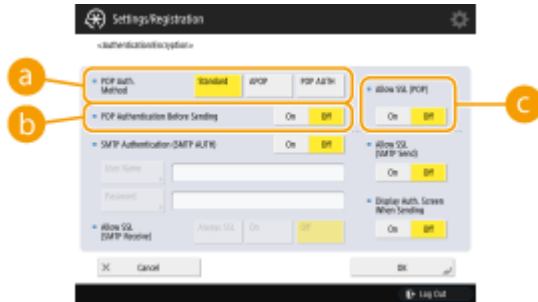 Settings/Registration
<Authentication/Encryption>
a
POP Auth.
Method
Standard
APOP
POP AUTH
Allow SSL (POP)
On
Off
c
b
POP Authentication Before Sending
On
Off
SMTP Authentication (SMTP AUTH)
On
Off
Allow SSL
(SMTP Send)
On
Off
User Name
Password
Display Auth. Screen
When Sending
On
Off
Allow SSL
(SMTP Receive)
Always SSL
On
Off
Cancel
OK
Log Out